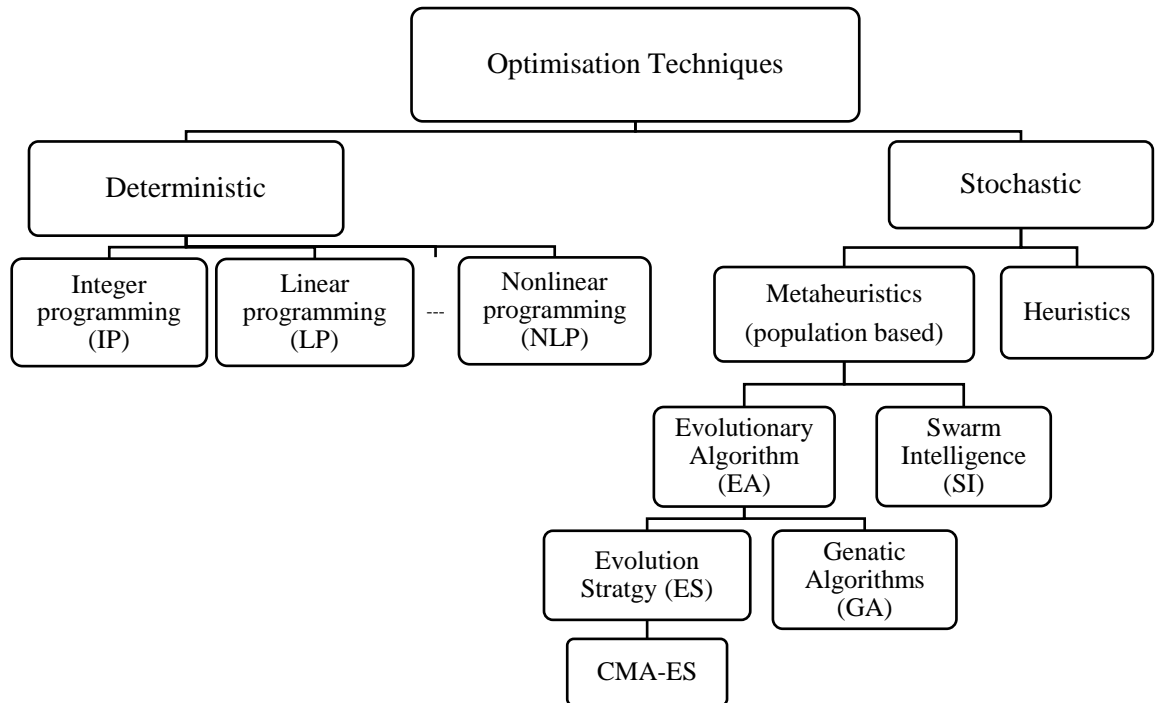 Optimisation Techniques
Deterministic
Stochastic
Integer
programming
(IP)
Linear
programming
(LP)
---
Nonlinear
programming
(NLP)
Metaheuristics
(population based)
Heuristics
Evolutionary
Algorithm
(EA)
Swarm
Intelligence
(SI)
Evolution
Stratgy (ES)
Genatic
Algorithms
(GA)
CMA-ES